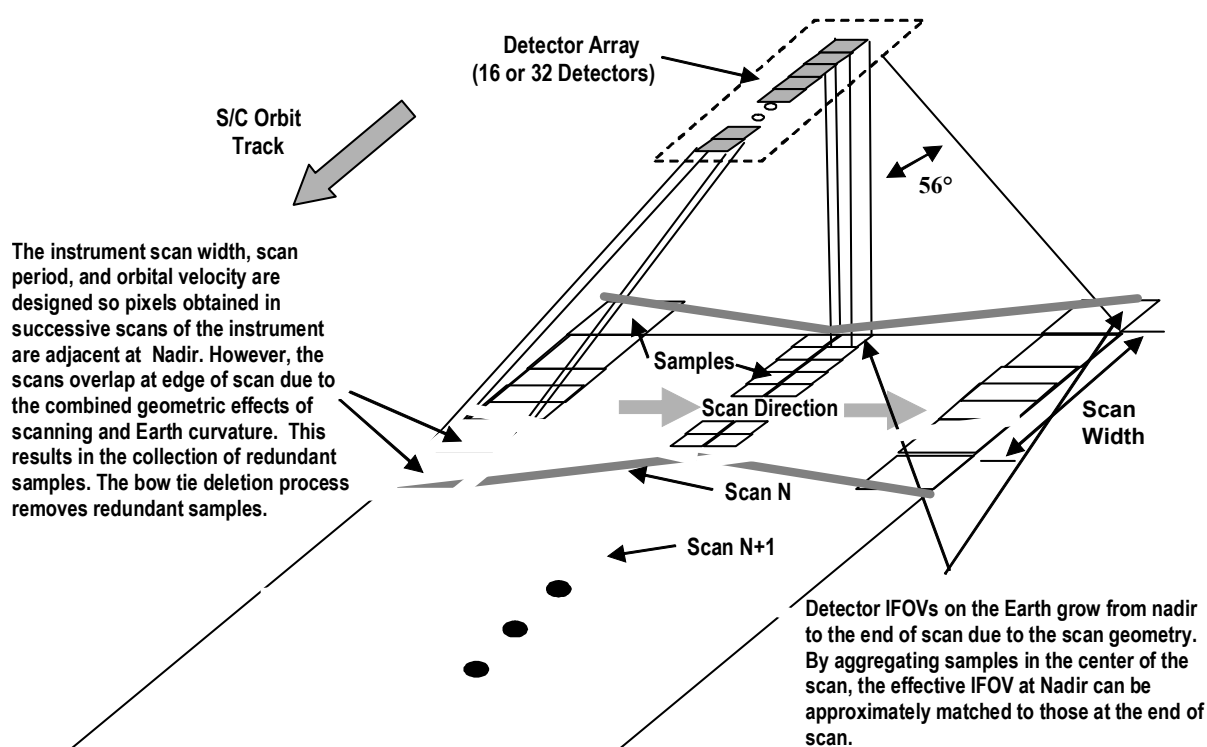 Detector Array
(16 or 32 Detectors)
S/C Orbit
Track
56°
The instrument scan width, scan
period, and orbital velocity are
designed so pixels obtained in
successive scans of the instrument
are adjacent at Nadir. However, the
scans overlap at edge of scan due to
the combined geometric effects of
scanning and Earth curvature. This
results in the collection of redundant
samples. The bow tie deletion process
removes redundant samples.
Samples
Scan Direction
Scan
Width
Scan N
Scan N+1
Detector IFOVs on the Earth grow from nadir
to the end of scan due to the scan geometry.
By aggregating samples in the center of the
scan, the effective IFOV at Nadir can be
approximately matched to those at the end of
scan.